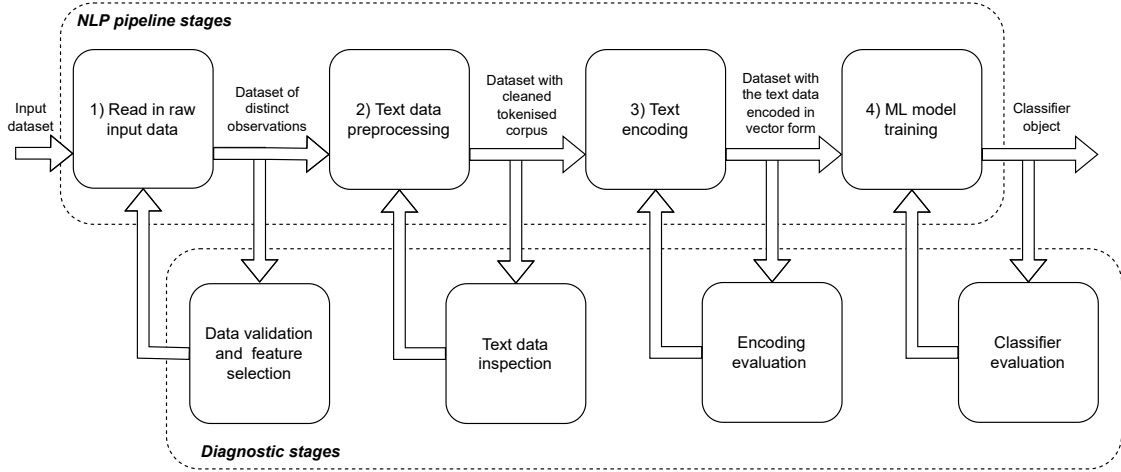 NLP pipeline stages
Input
dataset
1) Read in raw
input data
Dataset of
distinct
observations
2) Text data
preprocessing
Dataset with
cleaned
tokenised
corpus
3) Text
encoding
Dataset with
the text data
encoded in
vector form
4) ML model
training
Classifier
object
Data validation
and feature
selection
Text data
inspection
Encoding
evaluation
Classifier
evaluation
Diagnostic stages